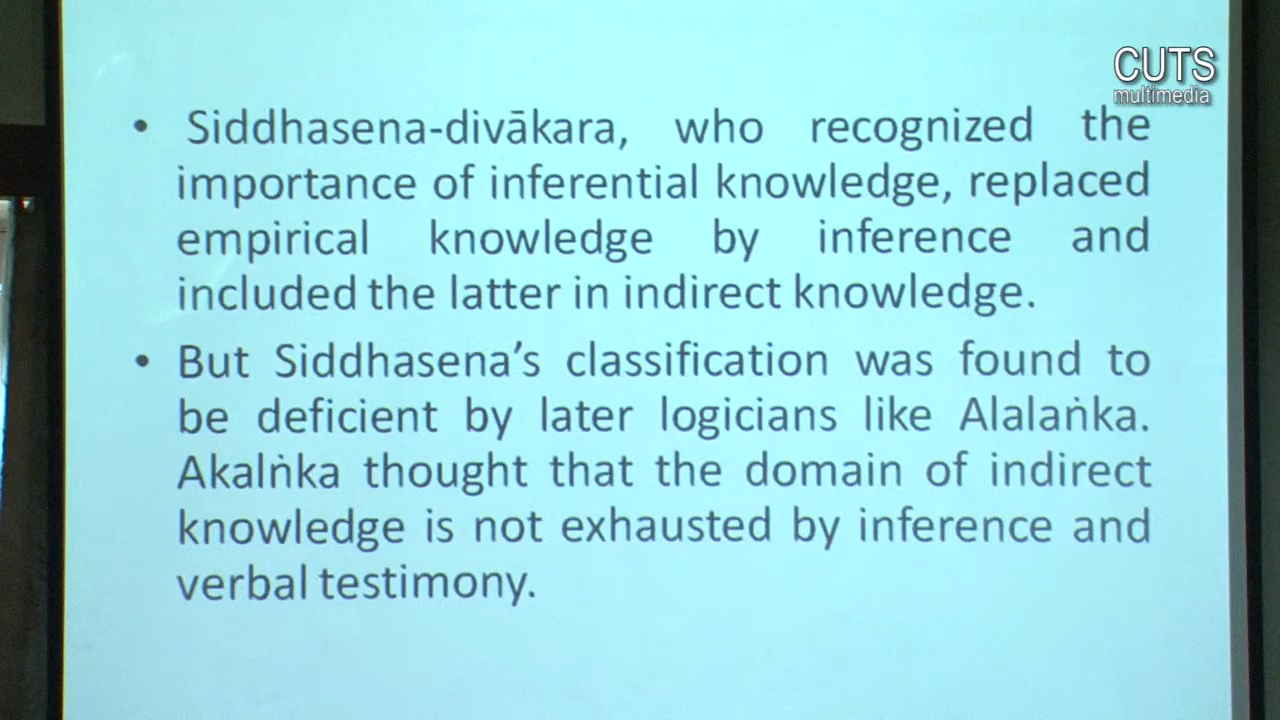 CUTS
multimedia
• Siddhasena-divākara, who recognized the
importance of inferential knowledge, replaced
empirical knowledge by inference and
included the latter in indirect knowledge.
• But Siddhasena’s classification was found to
be deficient by later logicians like Alalaṅka.
Akalṅka thought that the domain of indirect
knowledge is not exhausted by inference and
verbal testimony.